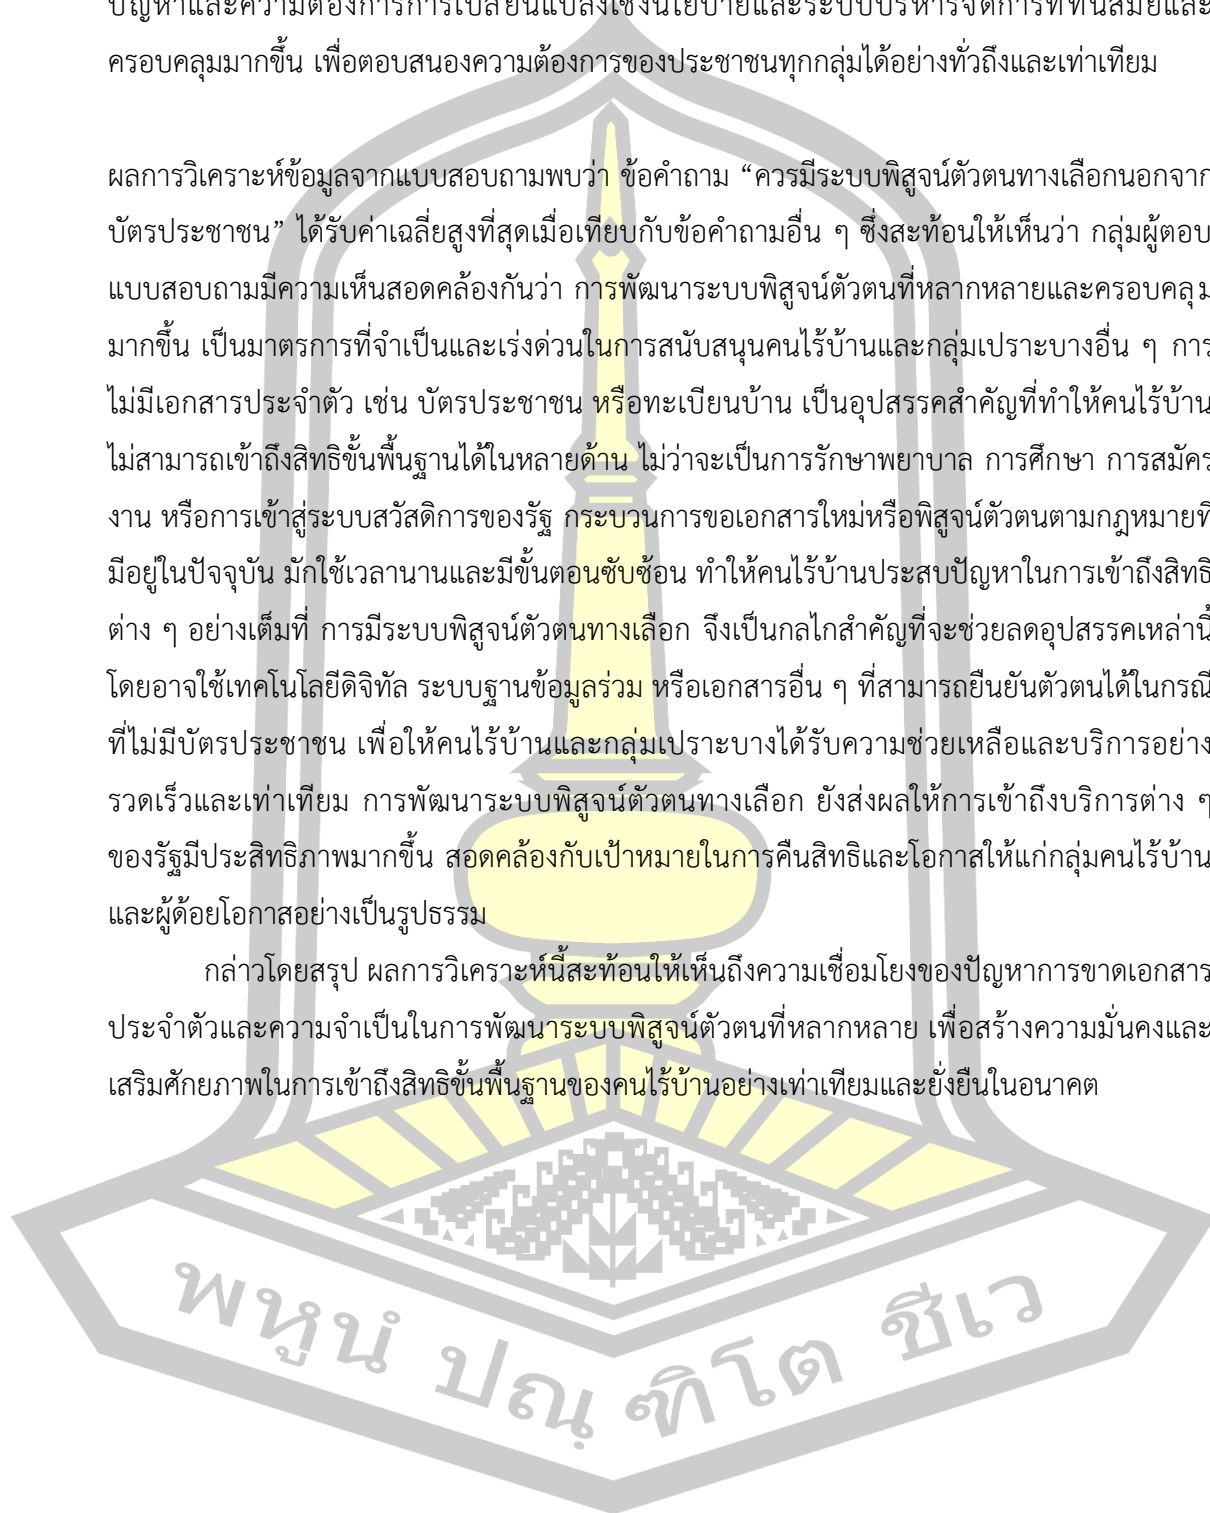 ปัญหาและความต้องการการเปลี่ยนแปลงเชิงนโยบายและระบบบริหารจัดการที่ทันสมัยและ
ครอบคลุมมากขึ้น เพื่อตอบสนองความต้องการของประชาชนทุกกลุ่มได้อย่างทั่วถึงและเท่าเทียม
ผลการวิเคราะห์ข้อมูลจากแบบสอบถามพบว่า ข้อคำถาม “ควรมีระบบพิสูจน์ตัวตนทางเลือกนอกจาก
บัตรประชาชน” ได้รับค่าเฉลี่ยสูงที่สุดเมื่อเทียบกับข้อคำถามอื่น ๆ ซึ่งสะท้อนให้เห็นว่า กลุ่มผู้ตอบ
แบบสอบถามมีความเห็นสอดคล้องกันว่า การพัฒนาระบบพิสูจน์ตัวตนที่หลากหลายและครอบคลุม
มากขึ้น เป็นมาตรการที่จำเป็นและเร่งด่วนในการสนับสนุนคนไร้บ้านและกลุ่มเปราะบางอื่น ๆ การ
ไม่มีเอกสารประจำตัว เช่น บัตรประชาชน หรือทะเบียนบ้าน เป็นอุปสรรคสำคัญที่ทำให้คนไร้บ้าน
ไม่สามารถเข้าถึงสิทธิขั้นพื้นฐานได้ในหลายด้าน ไม่ว่าจะเป็นการรักษาพยาบาล การศึกษา การสมัคร
งาน หรือการเข้าสู่ระบบสวัสดิการของรัฐ กระบวนการขอเอกสารใหม่หรือพิสูจน์ตัวตนตามกฎหมายที่
มีอยู่ในปัจจุบัน มักใช้เวลานานและมีขั้นตอนซับซ้อน ทำให้คนไร้บ้านประสบปัญหาในการเข้าถึงสิทธิ
ต่าง ๆ อย่างเต็มที่ การมีระบบพิสูจน์ตัวตนทางเลือก จึงเป็นกลไกสำคัญที่จะช่วยลดอุปสรรคเหล่านี้
โดยอาจใช้เทคโนโลยีดิจิทัล ระบบฐานข้อมูลร่วม หรือเอกสารอื่น ๆ ที่สามารถยืนยันตัวตนได้ในกรณี
ที่ไม่มีบัตรประชาชน เพื่อให้คนไร้บ้านและกลุ่มเปราะบางได้รับความช่วยเหลือและบริการอย่าง
รวดเร็วและเท่าเทียม การพัฒนาระบบพิสูจน์ตัวตนทางเลือก ยังส่งผลให้การเข้าถึงบริการต่าง ๆ
ของรัฐมีประสิทธิภาพมากขึ้น สอดคล้องกับเป้าหมายในการคืนสิทธิและโอกาสให้แก่กลุ่มคนไร้บ้าน
และผู้ด้อยโอกาสอย่างเป็นรูปธรรม
กล่าวโดยสรุป ผลการวิเคราะห์นี้สะท้อนให้เห็นถึงความเชื่อมโยงของปัญหาการขาดเอกสาร
ประจำตัวและความจำเป็นในการพัฒนาระบบพิสูจน์ตัวตนที่หลากหลาย เพื่อสร้างความมั่นคงและ
เสริมศักยภาพในการเข้าถึงสิทธิขั้นพื้นฐานของคนไร้บ้านอย่างเท่าเทียมและยั่งยืนในอนาคต
พหูนํ ปณฺฑิโต ชีเว